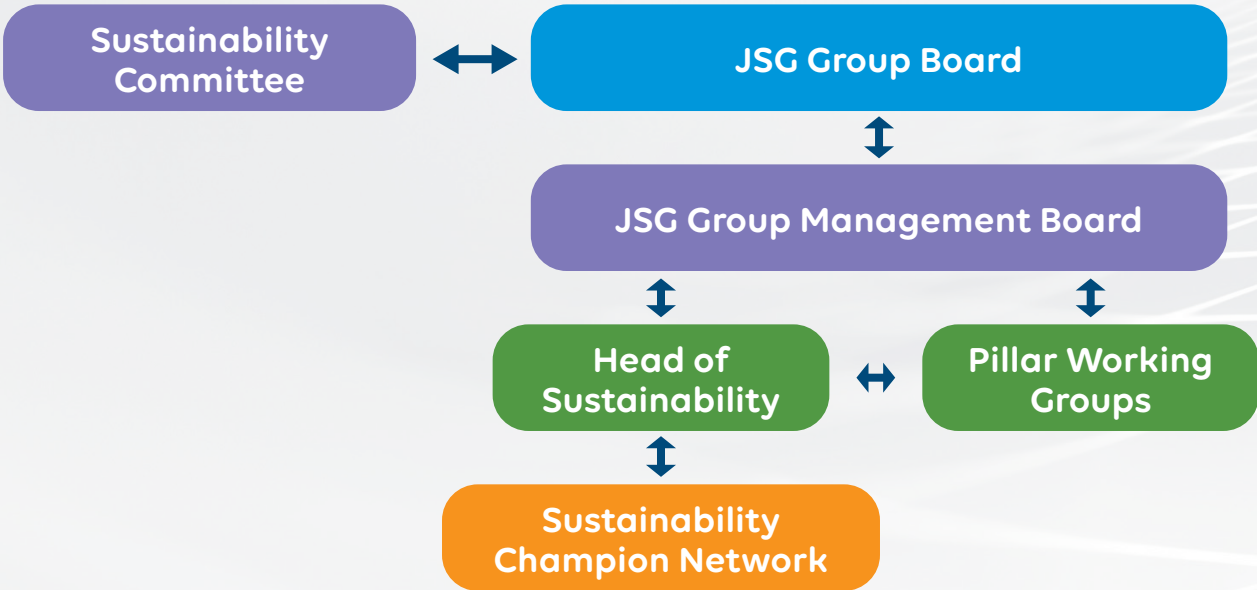 Sustainability
Committee
JSG Group Board
JSG Group Management Board
Head of
Sustainability
Pillar Working
Groups
Sustainability
Champion Network